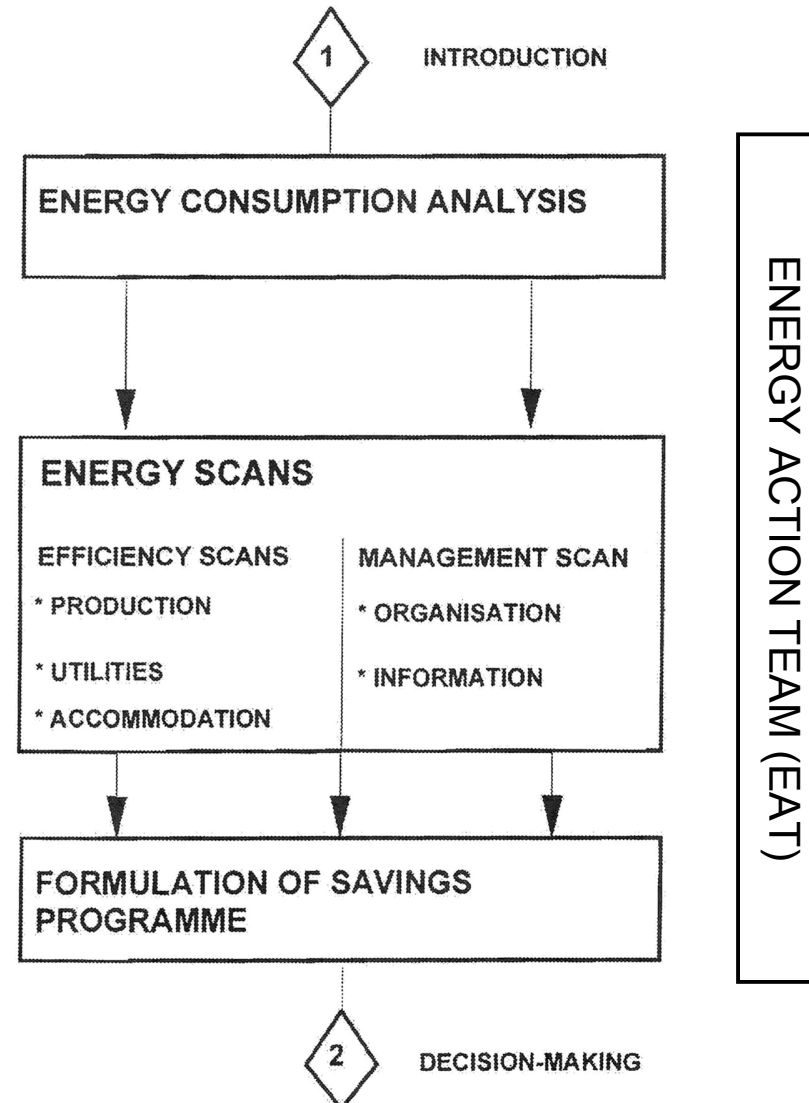 1
INTRODUCTION
ENERGY CONSUMPTION ANALYSIS
ENERGY SCANS
EFFICIENCY SCANS
* PRODUCTION
* UTILITIES
* ACCOMMODATION
MANAGEMENT SCAN
* ORGANISATION
* INFORMATION
FORMULATION OF SAVINGS
PROGRAMME
2
DECISION-MAKING
ENERGY ACTION TEAM (EAT)